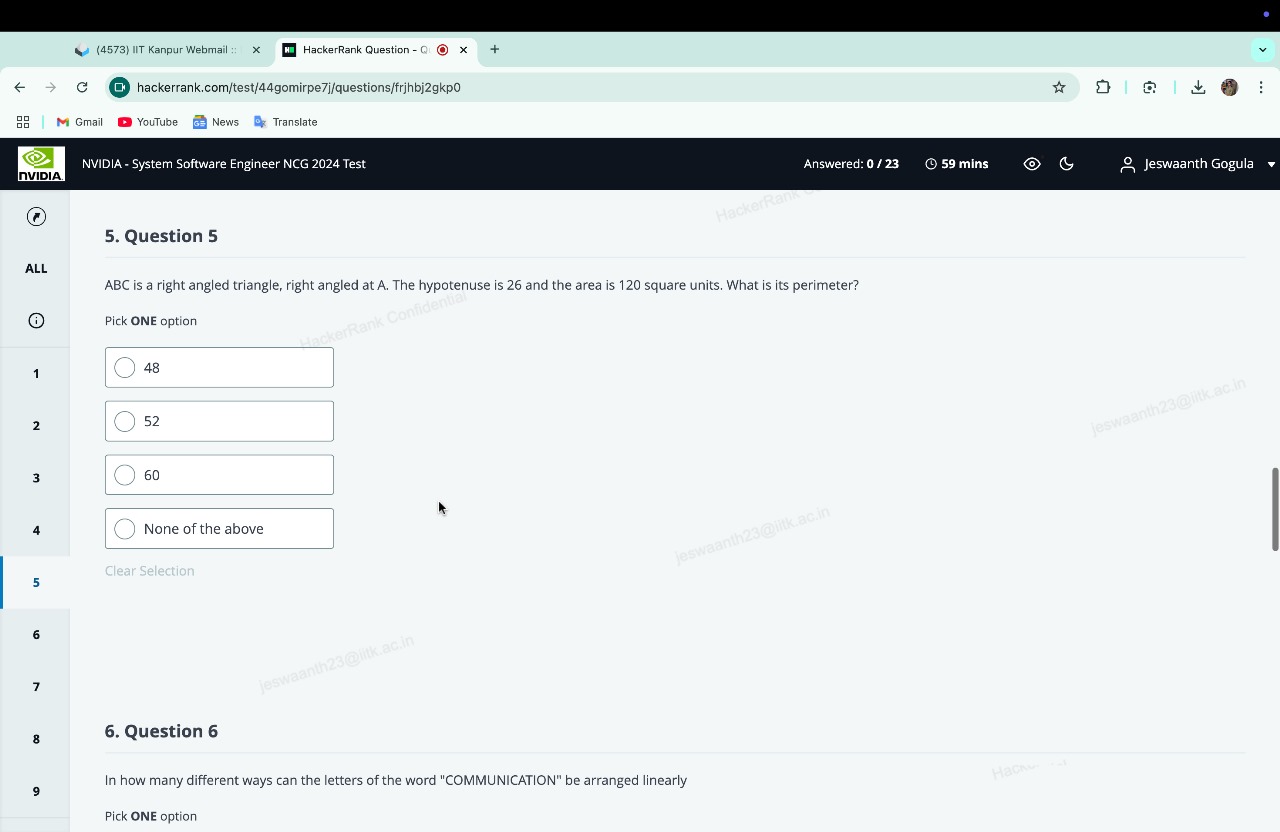 (4573) IIT Kanpur Webmail ::
HackerRank Question - Q
hackerrank.com/test/44gomirpe7j/questions/frjhbj2gkp0
Gmail
YouTube
News
Translate
NVIDIA
NVIDIA - System Software Engineer NCG 2024 Test
Answered: 0 / 23
59 mins
Jeswaanth Gogula
ALL
1
2
3
4
5
6
7
8
9
HackerRank Co
5. Question 5
ABC is a right angled triangle, right angled at A. The hypotenuse is 26 and the area is 120 square units. What is its perimeter?
HackerRank Confidential
Pick ONE option
48
52
60
None of the above
Clear Selection
jeswaanth23@iitk.ac.in
jeswaanth23@iitk.ac.in
jeswaanth23@iitk.ac.in
6. Question 6
In how many different ways can the letters of the word "COMMUNICATION" be arranged linearly
Pick ONE option